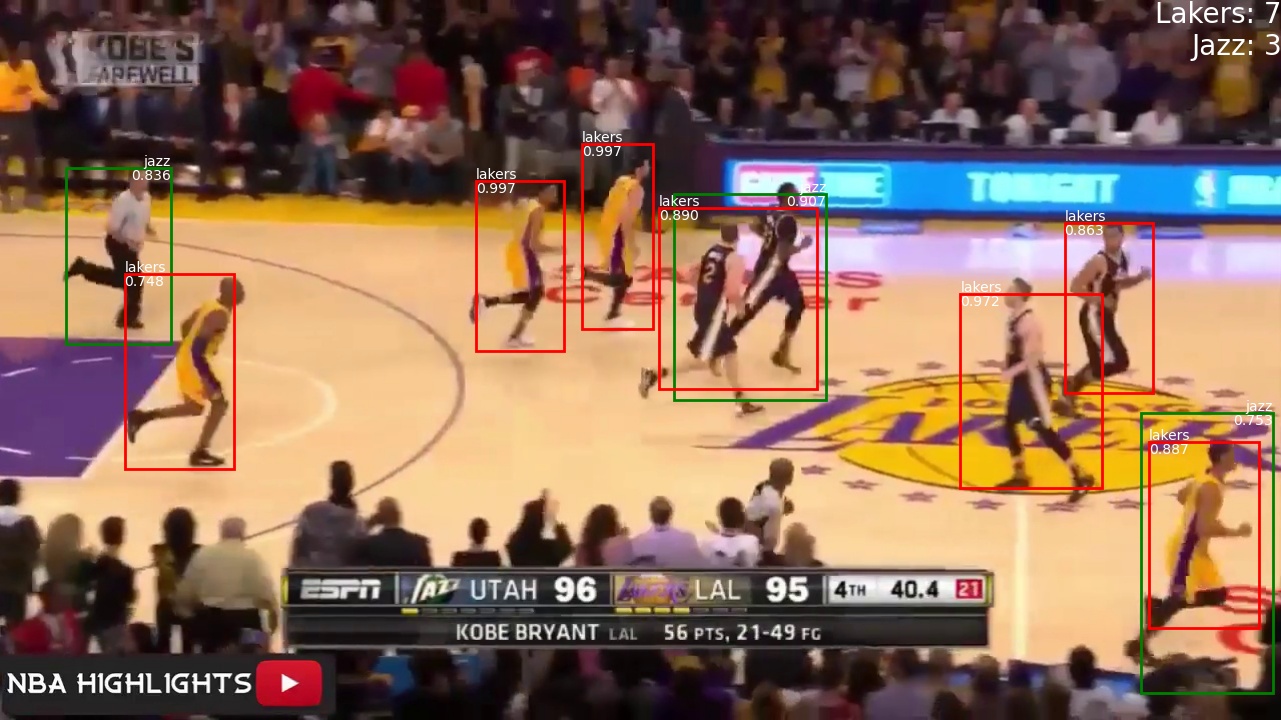 Lakers: 7
Jazz: 3
KOBE'S
FAREWELL
lakers
0.997
jazz
0.836
lakers
0.997
jazz
0.907
lakers
0.890
lakers
0.863
lakers
0.748
lakers
0.972
TONIGHT
jazz
0.753
lakers
0.887
ESPN JAZZ UTAH 96 LAKERS LAL 95 4TH 40.4 21
KOBE BRYANT LAL 56 PTS, 21-49 FG
NBA HIGHLIGHTS